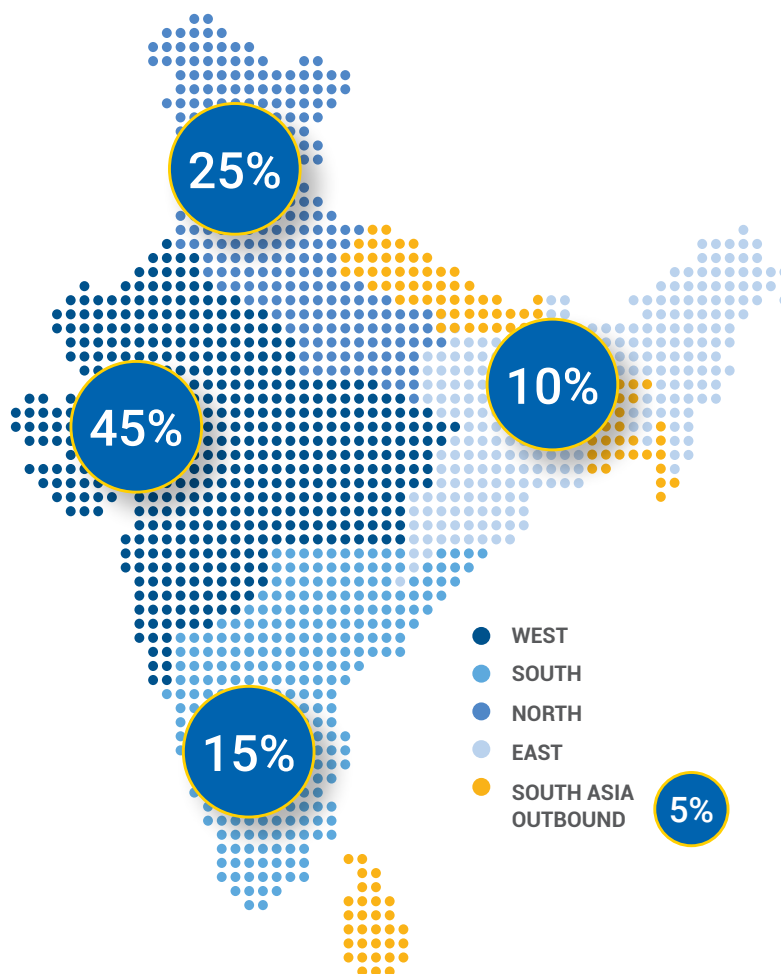 25%
10%
45%
15%
WEST
SOUTH
NORTH
EAST
SOUTH ASIA
OUTBOUND
5%